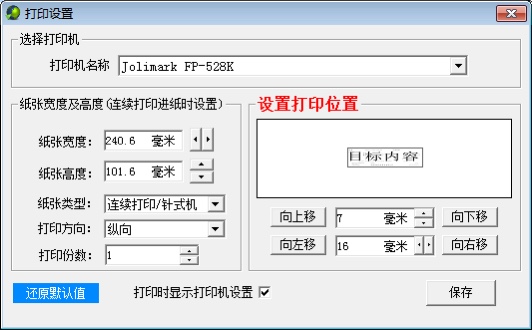 打印设置
选择打印机
打印机名称 Jolimark FP-528K
纸张宽度及高度(连续打印进纸时设置)
纸张宽度： 240.6 毫米
纸张高度： 101.6 毫米
纸张类型： 连续打印/针式机
打印方向： 纵向
打印份数： 1
设置打印位置
目标内容
向上移 7 毫米 向下移
向左移 16 毫米 向右移
还原默认值 打印时显示打印机设置 保存